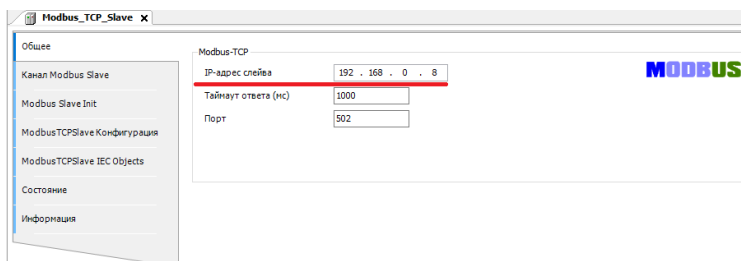 Modbus_TCP_Slave x
Общее
Канал Modbus Slave
Modbus Slave Init
ModbusTCPSlave Конфигурация
ModbusTCPSlave IEC Objects
Состояние
Информация
Modbus-TCP
IP-адрес слейва 192 . 168 . 0 . 8
Таймаут ответа (мс) 1000
Порт 502
MODBUS